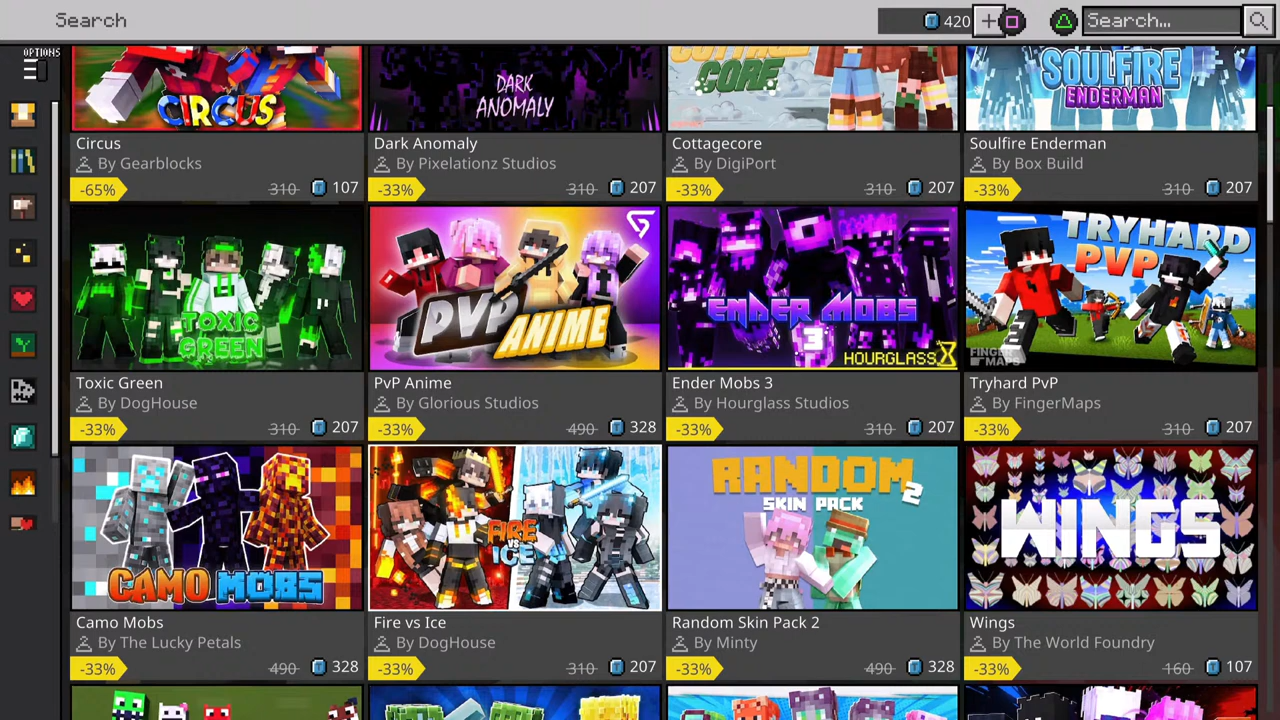 Search
420
Search...
OPTIONS
CIRCUS
DARK
ANOMALY
COTTAGE
CORE
SOULFIRE
ENDERMAN
Circus
By Gearblocks
-65% 310 107
Dark Anomaly
By Pixelationz Studios
-33% 310 207
Cottagecore
By DigiPort
-33% 310 207
Soulfire Enderman
By Box Build
-33% 310 207
TOXIC
GREEN
PVP
ANIME
ENDER MOBS
3
HOURGLASS
TRYHARD
PVP
FINGER
MAPS
Toxic Green
By DogHouse
-33% 310 207
PvP Anime
By Glorious Studios
-33% 490 328
Ender Mobs 3
By Hourglass Studios
-33% 310 207
Tryhard PvP
By FingerMaps
-33% 310 207
CAMO MOBS
FIRE
VS
ICE
RANDOM
2
SKIN PACK
WINGS
Camo Mobs
By The Lucky Petals
-33% 490 328
Fire vs Ice
By DogHouse
-33% 310 207
Random Skin Pack 2
By Minty
-33% 490 328
Wings
By The World Foundry
-33% 160 107